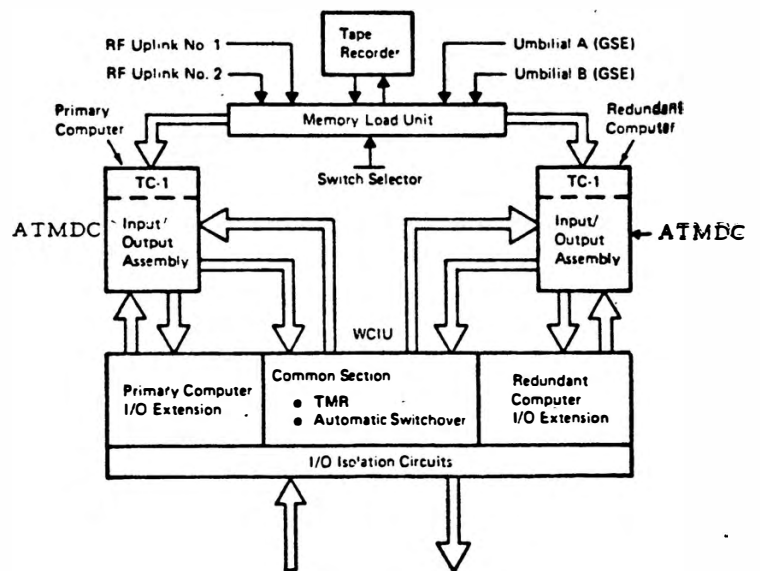 RF Uplink No. 1
RF Uplink No. 2
Tape
Recorder
Umbilial A (GSE)
Umbilial B (GSE)
Primary
Computer
Memory Load Unit
Redundant
Computer
Switch Selector
TC-1
TC-1
ATMDC
Input/
Output
Assembly
Input/
Output
Assembly
ATMDC
WCIU
Primary Computer
I/O Extension
Common Section
● TMR
● Automatic Switchover
Redundant
Computer
I/O Extension
I/O Isolation Circuits